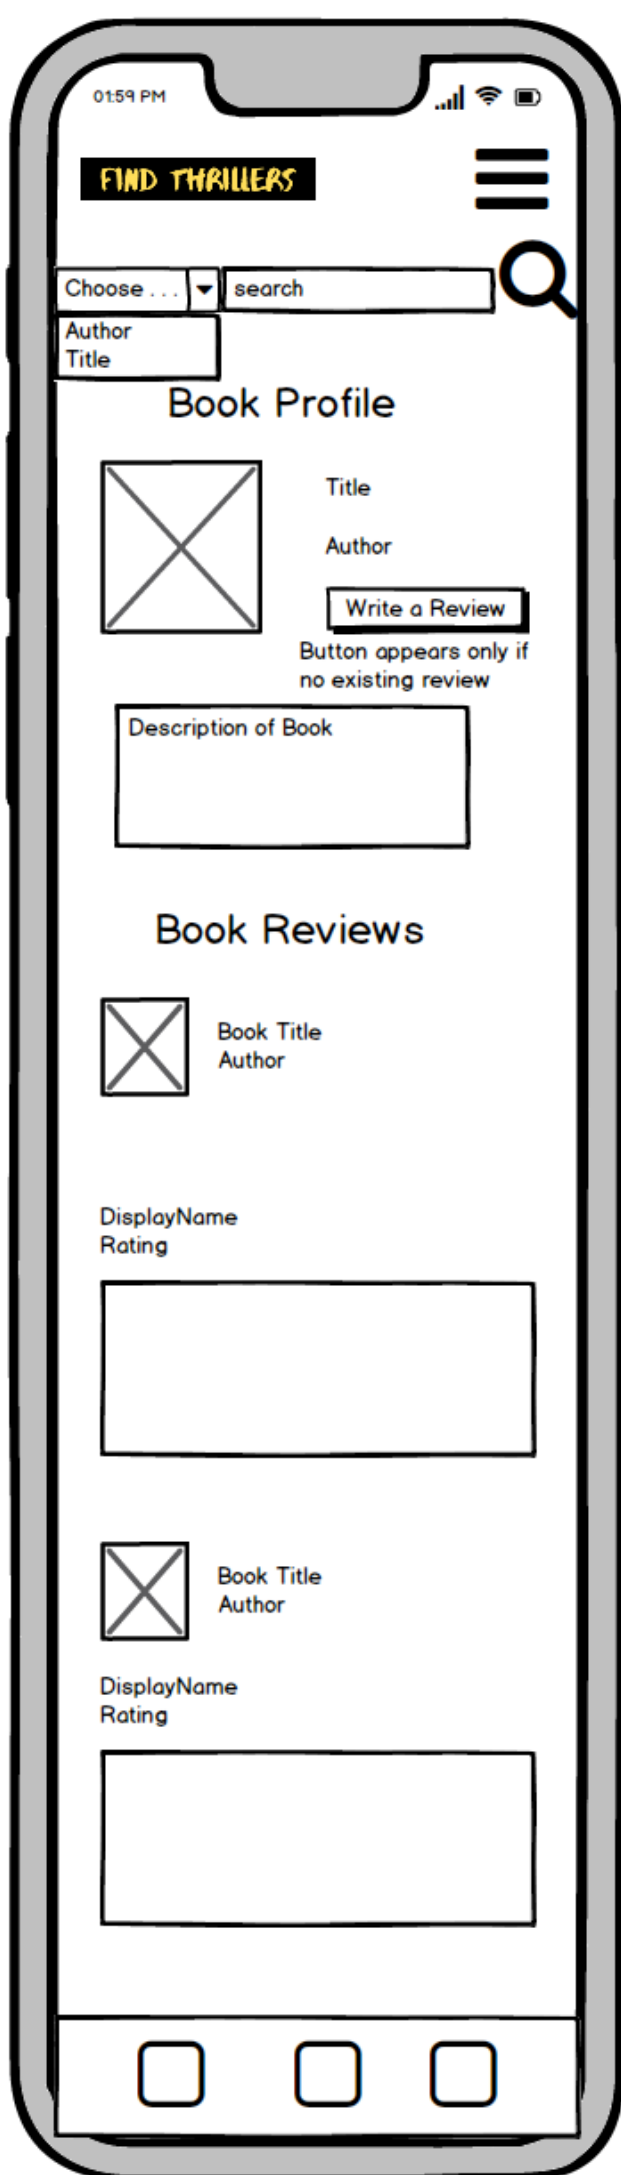 01:59 PM
FIND THRILLERS
Choose . . .
search
Author
Title
Book Profile
Title
Author
Write a Review
Button appears only if
no existing review
Description of Book
Book Reviews
Book Title
Author
DisplayName
Rating
Book Title
Author
DisplayName
Rating